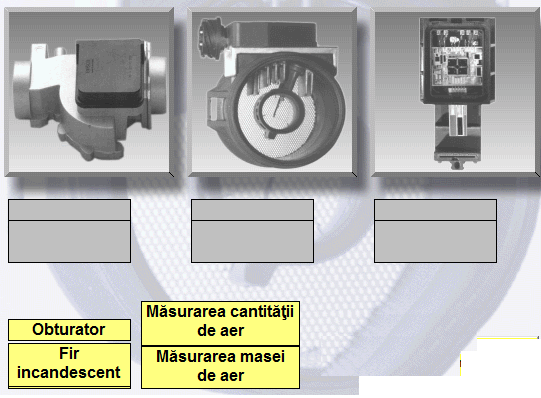 Obturator
Fir
incandescent
Măsurarea cantităţii
de aer
Măsurarea masei
de aer